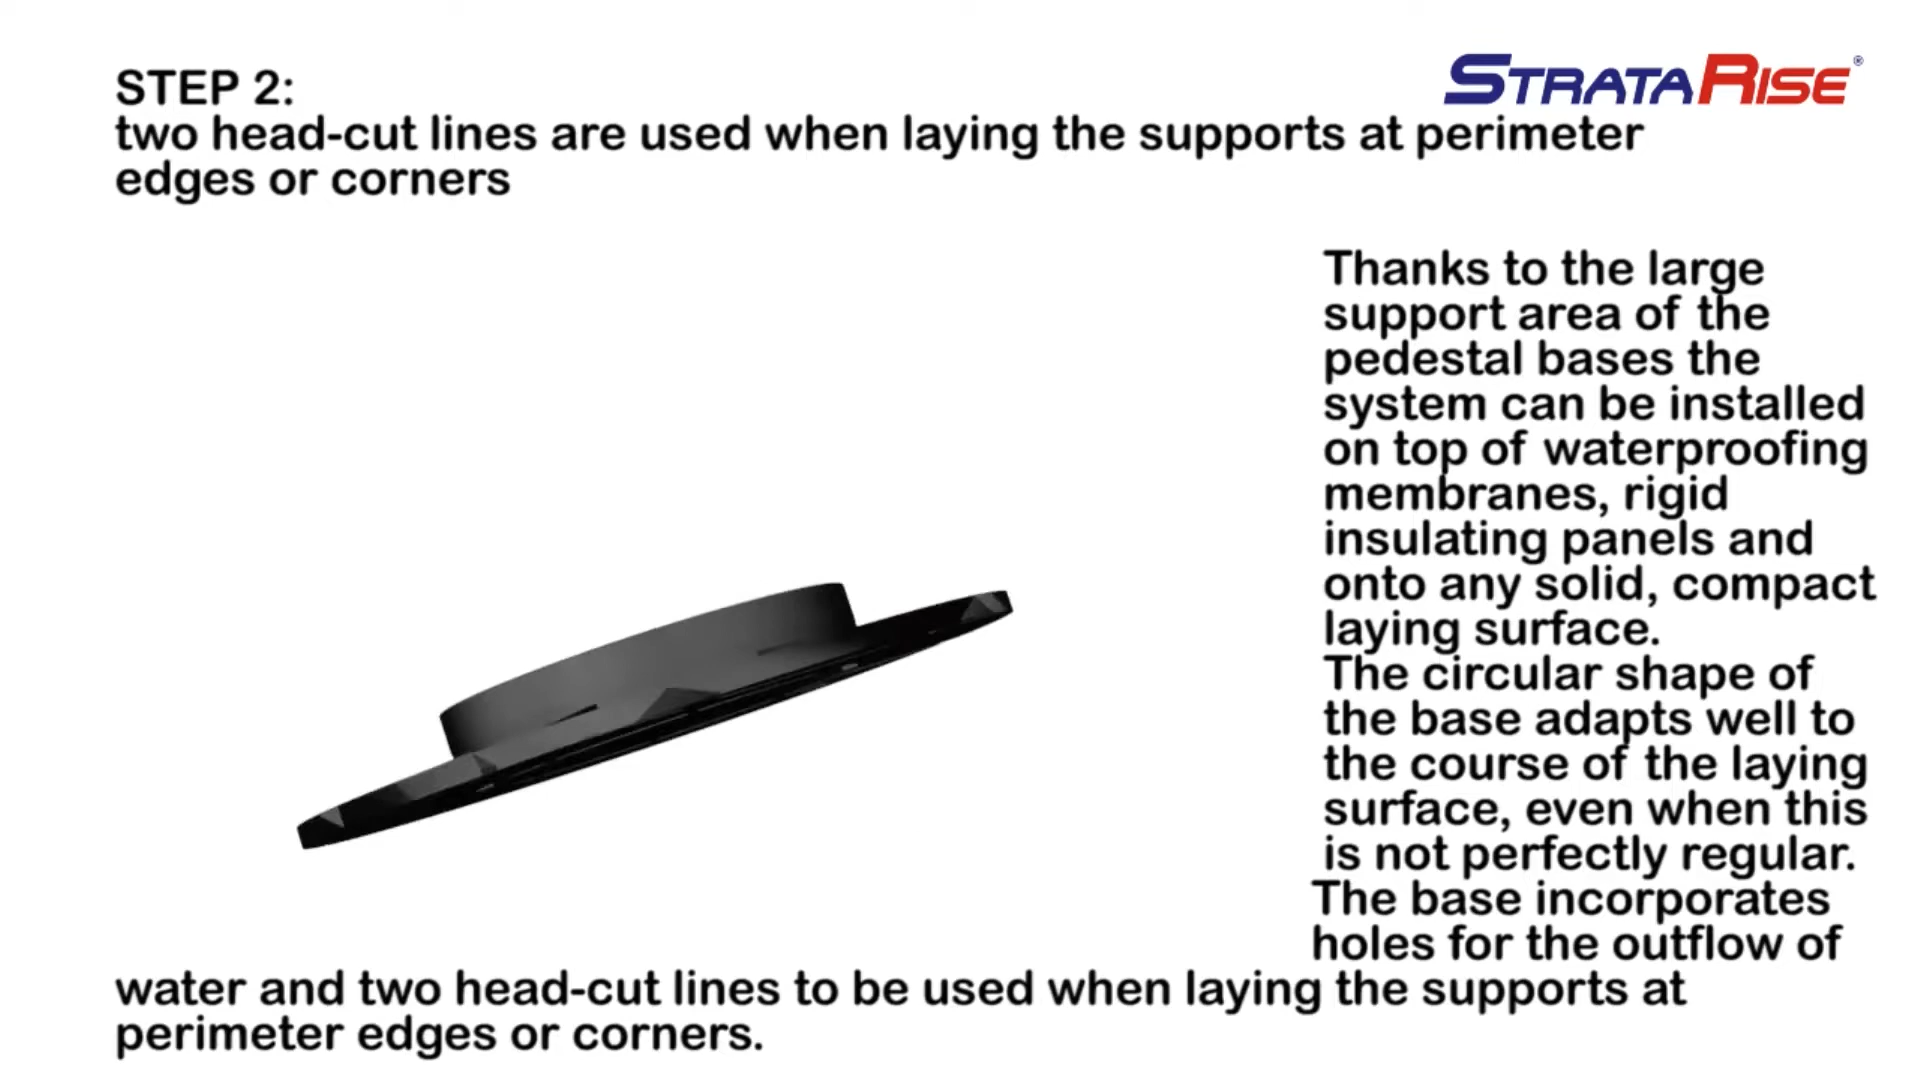 STRATARISE®
STEP 2:
two head-cut lines are used when laying the supports at perimeter
edges or corners
Thanks to the large
support area of the
pedestal bases the
system can be installed
on top of waterproofing
membranes, rigid
insulating panels and
onto any solid, compact
laying surface.
The circular shape of
the base adapts well to
the course of the laying
surface, even when this
is not perfectly regular.
The base incorporates
holes for the outflow of
water and two head-cut lines to be used when laying the supports at
perimeter edges or corners.